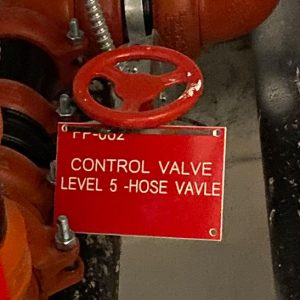 FP-002
CONTROL VALVE
LEVEL 5 -HOSE VAVLE